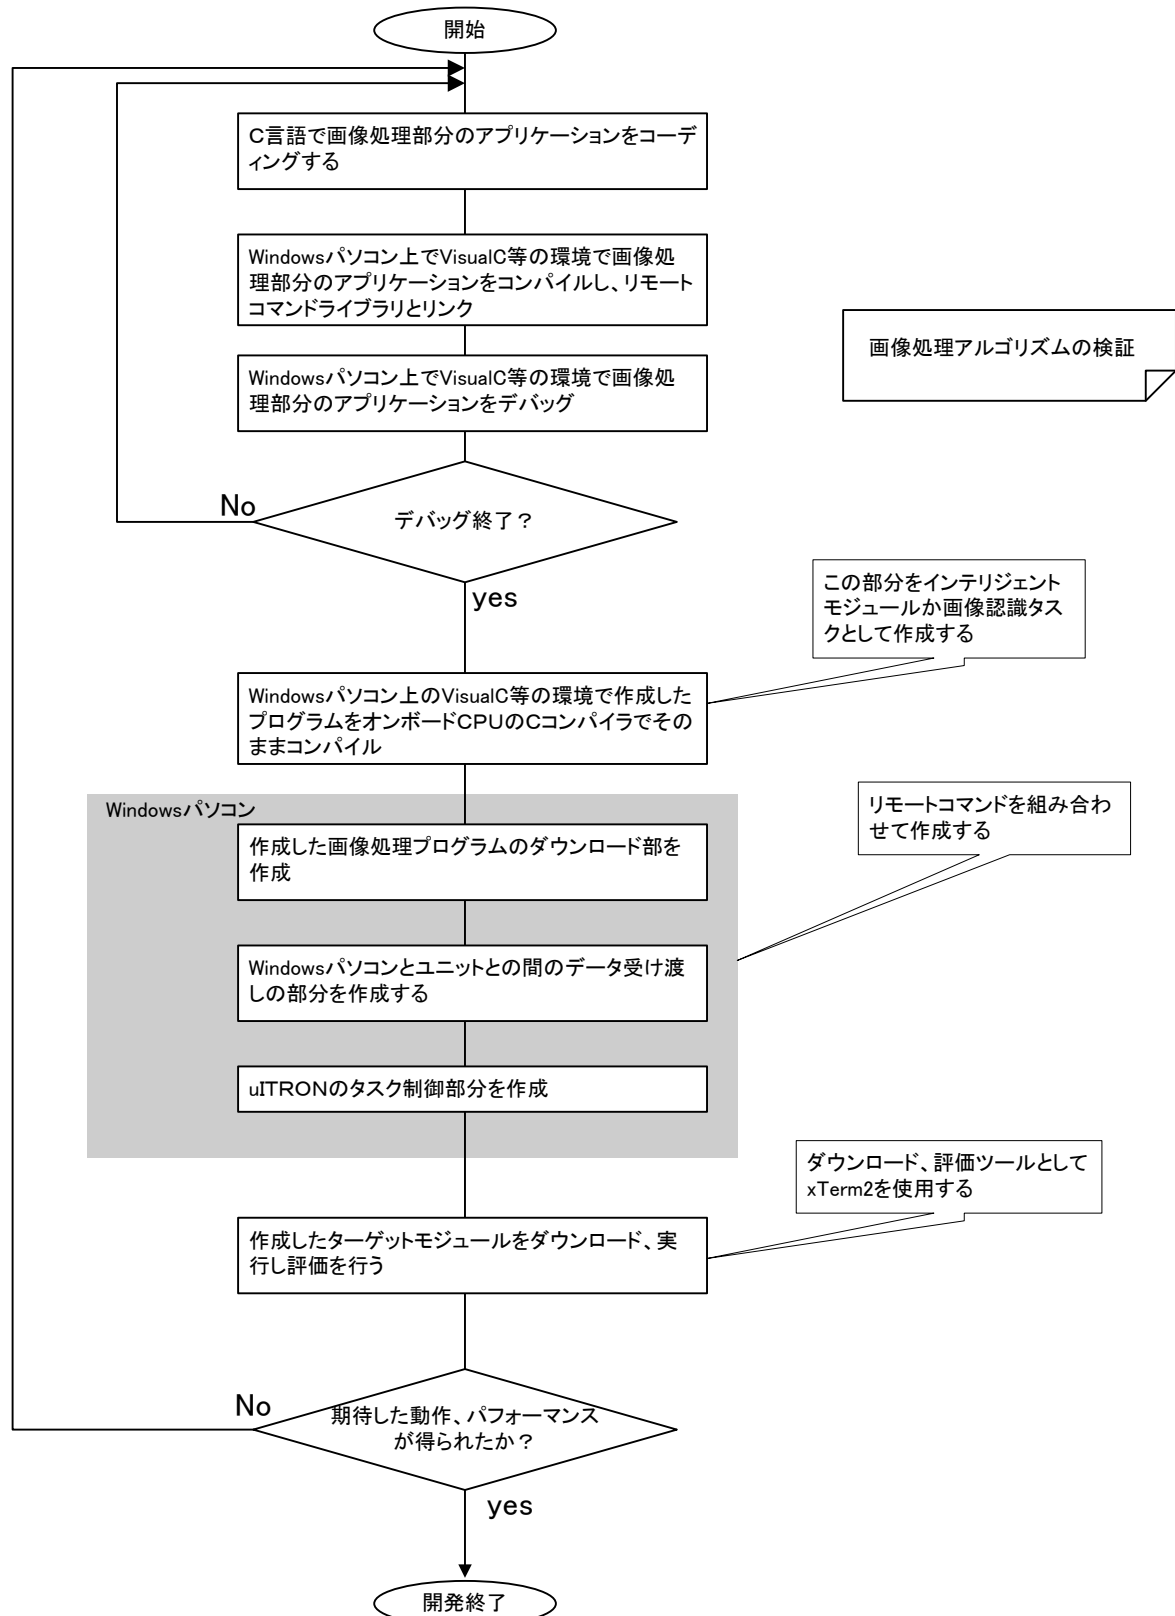 開始
C言語で画像処理部分のアプリケーションをコーデ
ィングする
Windowsパソコン上でVisualC等の環境で画像処
理部分のアプリケーションをコンパイルし、リモート
コマンドライブラリとリンク
画像処理アルゴリズムの検証
Windowsパソコン上でVisualC等の環境で画像処
理部分のアプリケーションをデバッグ
No
デバッグ終了？
yes
この部分をインテリジェント
モジュールか画像認識タス
クとして作成する
Windowsパソコン上のVisualC等の環境で作成した
プログラムをオンボードCPUのCコンパイラでその
ままコンパイル
Windowsパソコン
リモートコマンドを組み合わ
せて作成する
作成した画像処理プログラムのダウンロード部を
作成
Windowsパソコンとユニットとの間のデータ受け渡
しの部分を作成する
uITRONのタスク制御部分を作成
ダウンロード、評価ツールとして
xTerm2を使用する
作成したターゲットモジュールをダウンロード、実
行し評価を行う
No
期待した動作、パフォーマンス
が得られたか？
yes
開発終了